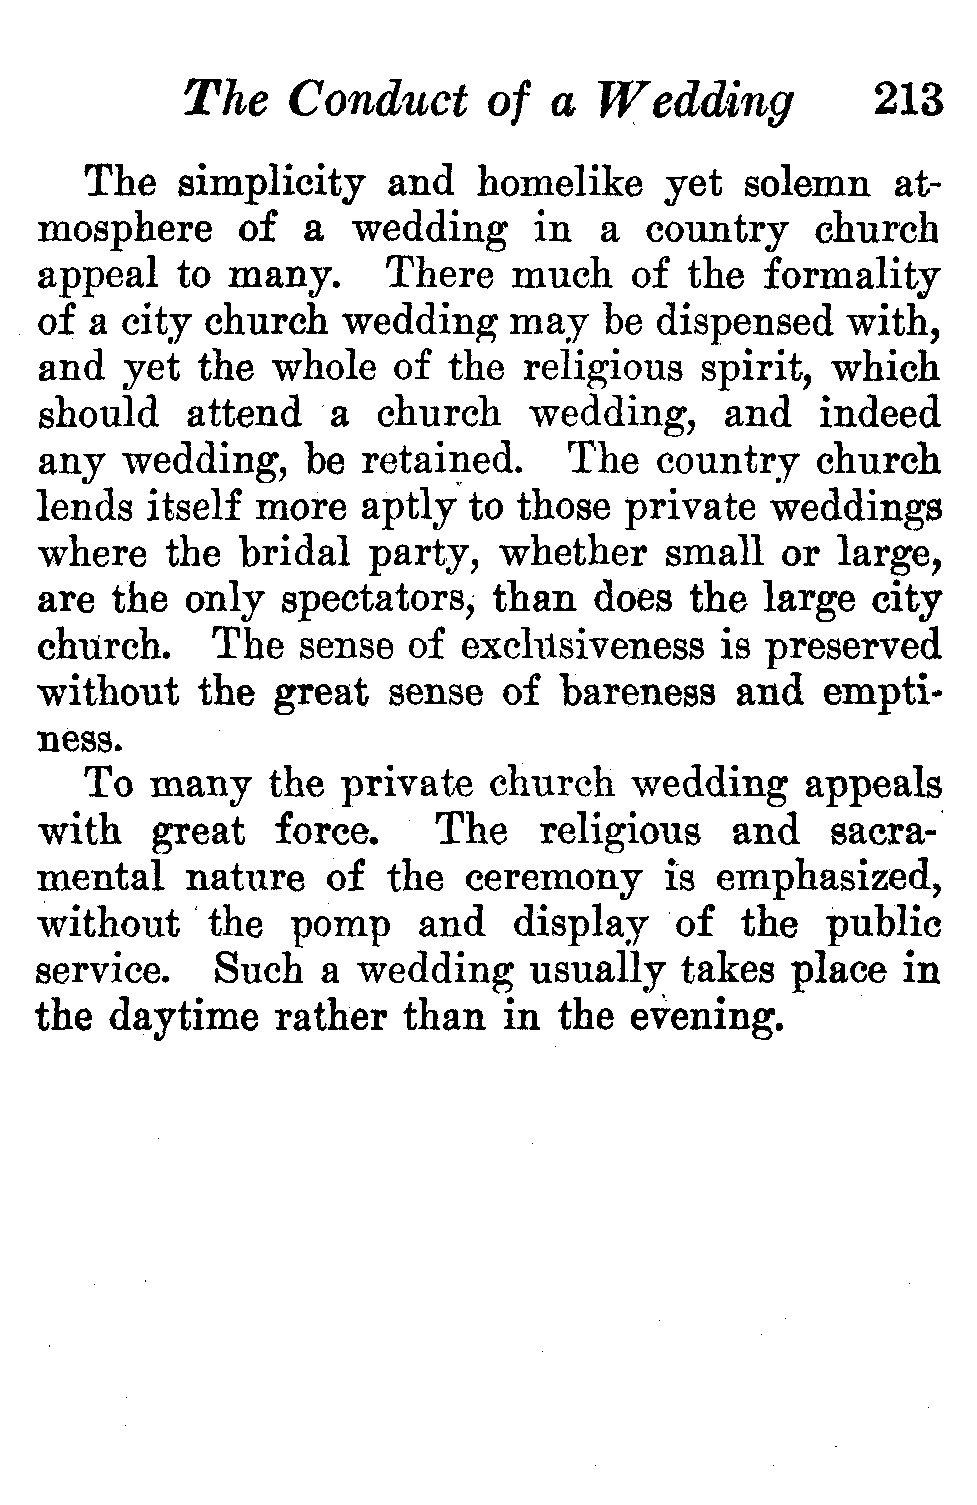 The Conduct of a Wedding 213
The simplicity and homelike yet solemn at-
mosphere of a wedding in a country church
appeal to many. There much of the formality
of a city church wedding may be dispensed with,
and yet the whole of the religious spirit, which
should attend a church wedding, and indeed
any wedding, be retained. The country church
lends itself more aptly to those private weddings
where the bridal party, whether small or large,
are the only spectators, than does the large city
church. The sense of exclusiveness is preserved
without the great sense of bareness and empti-
ness.
To many the private church wedding appeals
with great force. The religious and sacra-
mental nature of the ceremony is emphasized,
without the pomp and display of the public
service. Such a wedding usually takes place in
the daytime rather than in the evening.